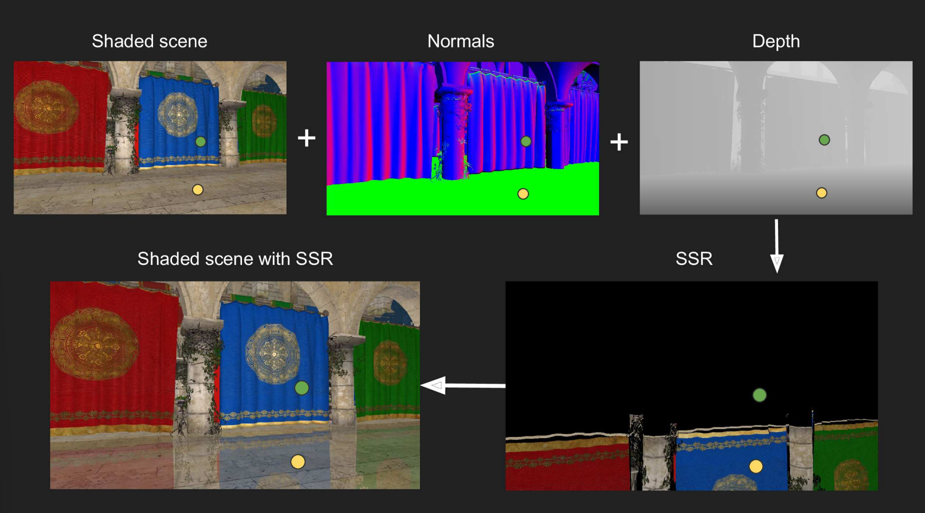 Shaded scene
Normals
Depth
+
+
Shaded scene with SSR
SSR